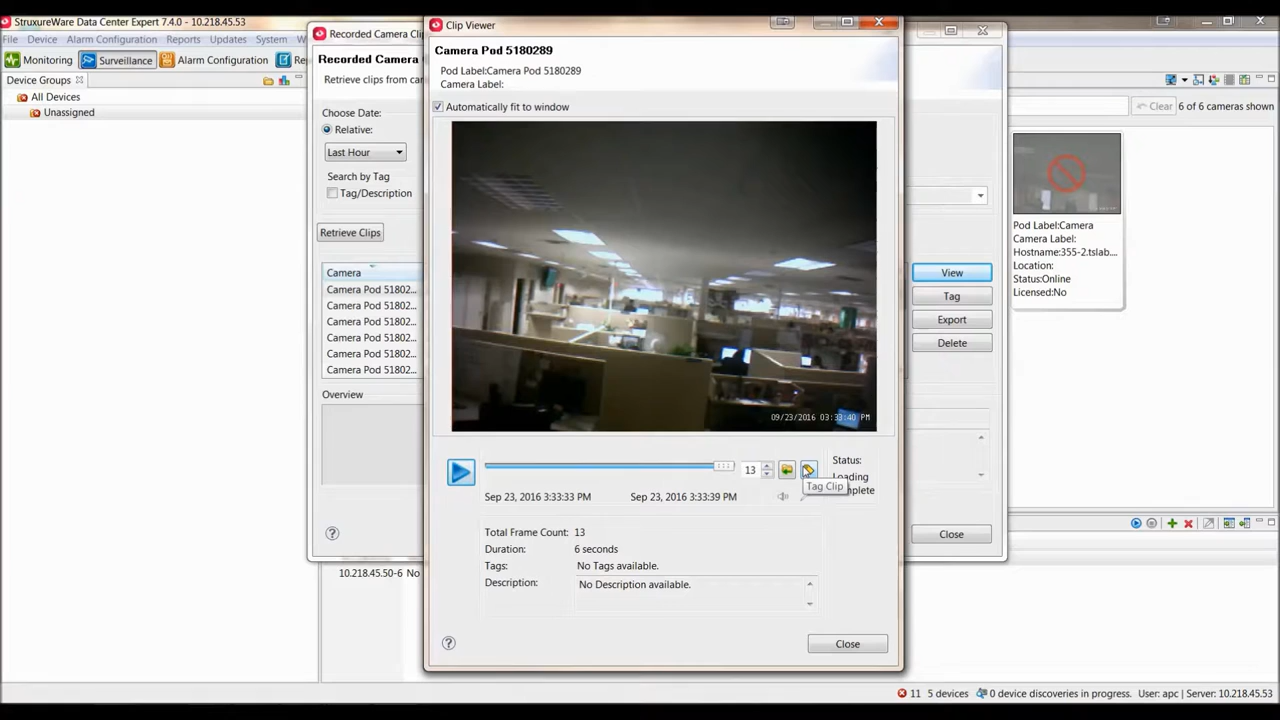 StruxureWare Data Center Expert 7.4.0 - 10.218.45.53
File Device Alarm Configuration Reports Updates System
Monitoring Surveillance Alarm Configuration
Device Groups
All Devices
Unassigned
Recorded Camera
Recorded Camera
Retrieve clips from
Choose Date:
Relative:
Last Hour
Search by Tag
Tag/Description
Retrieve Clips
Camera
Camera Pod 51802...
Camera Pod 51802...
Camera Pod 51802...
Camera Pod 51802...
Camera Pod 51802...
Camera Pod 51802...
Overview
Clip Viewer
Camera Pod 5180289
Pod Label:Camera Pod 5180289
Camera Label:
Automatically fit to window
09/23/2016 03:33:40 PM
13
Status:
Loading
Tag Clip
Sep 23, 2016 3:33:33 PM Sep 23, 2016 3:33:39 PM
Total Frame Count: 13
Duration: 6 seconds
Tags: No Tags available.
Description: No Description available.
Close
View
Tag
Export
Delete
Close
Clear 6 of 6 cameras shown
Pod Label:Camera
Camera Label:
Hostname:355-2.tslab....
Location:
Status:Online
Licensed:No
10.218.45.50-6 No
11 5 devices 0 device discoveries in progress. User: apc | Server: 10.218.45.53